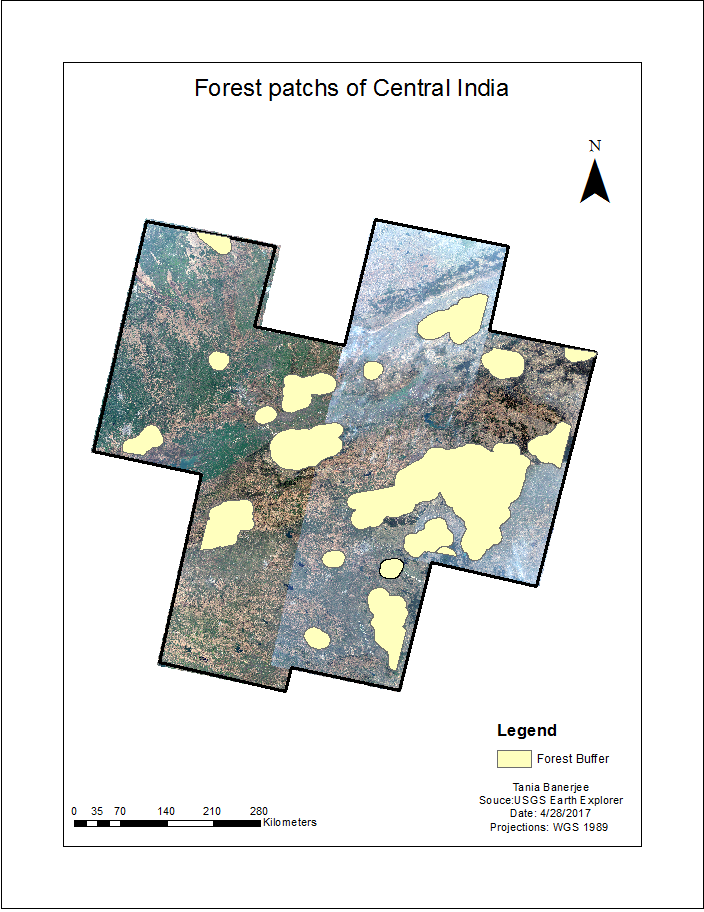 Forest patchs of Central India
N
Legend
Forest Buffer
Tania Banerjee
Souce:USGS Earth Explorer
Date: 4/28/2017
Projections: WGS 1989
0 35 70 140 210 280
Kilometers